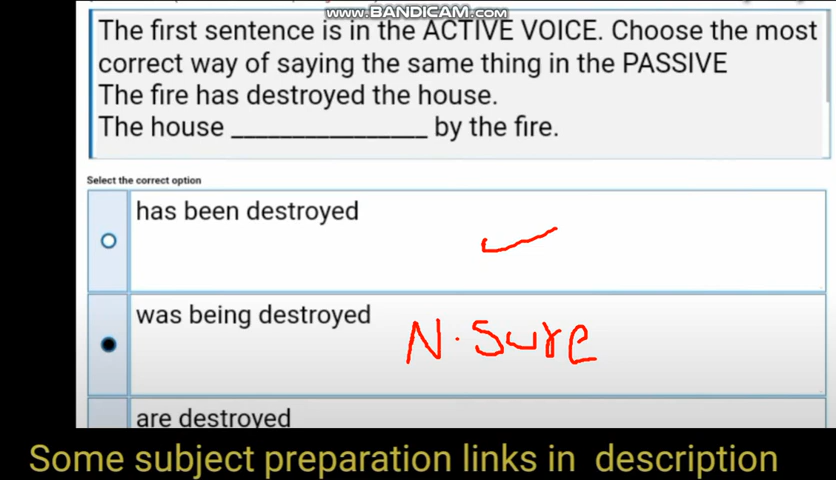 www.BANDICAM.com
The first sentence is in the ACTIVE VOICE. Choose the most
correct way of saying the same thing in the PASSIVE
The fire has destroyed the house.
The house ________________ by the fire.
Select the correct option
has been destroyed
was being destroyed
N. Sure
are destroyed
Some subject preparation links in description